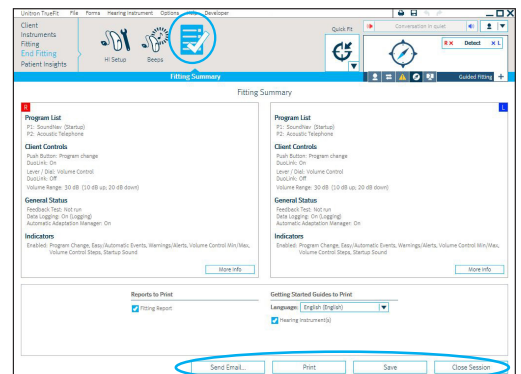 Unitron TrueFit File Forms Hearing Instrument Options Help Developer
Client
Instruments
Fitting
End Fitting
Patient Insights
HI Setup
Beeps
Fitting Summary
Quick Fit
Conversation in quiet
R X Detect X L
Guided Fitting +
Fitting Summary
R
Program List
P1: SoundNav (Startup)
P2: Acoustic Telephone
Client Controls
Push Button: Program change
DuoLink: On
Lever / Dial: Volume Control
DuoLink: Off
Volume Range: 30 dB (10 dB up, 20 dB down)
General Status
Feedback Test: Not run
Data Logging: On (Logging)
Automatic Adaptation Manager: On
Indicators
Enabled: Program Change, Easy/Automatic Events, Warnings/Alerts, Volume Control Min/Max,
Volume Control Steps, Startup Sound
More Info
L
Program List
P1: SoundNav (Startup)
P2: Acoustic Telephone
Client Controls
Push Button: Program change
DuoLink: On
Lever / Dial: Volume Control
DuoLink: Off
Volume Range: 30 dB (10 dB up, 20 dB down)
General Status
Feedback Test: Not run
Data Logging: On (Logging)
Automatic Adaptation Manager: On
Indicators
Enabled: Program Change, Easy/Automatic Events, Warnings/Alerts, Volume Control Min/Max,
Volume Control Steps, Startup Sound
More Info
Reports to Print
Fitting Report
Getting Started Guides to Print
Language: English (English)
Hearing Instrument(s)
Send Email... Print Save Close Session